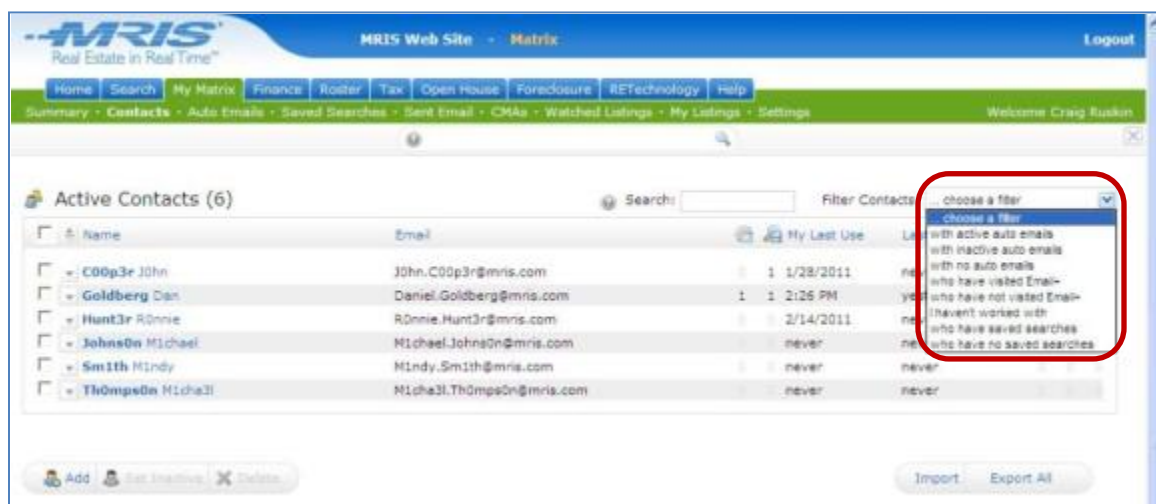 MRIS
Real Estate in Real Time™
MRIS Web Site - Matrix
Logout
Home Search My Matrix Finance Roster Tax Open House Foreclosure RETechnology Help
Summary · Contacts · Auto Emails · Saved Searches · Sent Email · CMAs · Watched Listings · My Listings · Settings
Welcome Craig Ruskin
Active Contacts (6)
Search:
Filter Contacts
... choose a filter
... choose a filter
with active auto emails
with inactive auto emails
with no auto emails
who have visited Email+
who have not visited Email+
I haven't worked with
who have saved searches
who have no saved searches
Name Email My Last Use
C00p3r J0hn J0hn.C00p3r@mris.com 1 1/28/2011
Goldberg Dan Daniel.Goldberg@mris.com 1 1 2:26 PM
Hunt3r R0nnie R0nnie.Hunt3r@mris.com 2/14/2011
Johns0n M1chael M1chael.Johns0n@mris.com never
Sm1th M1ndy M1ndy.Sm1th@mris.com never never
Th0mps0n M1cha3l M1cha3l.Th0mps0n@mris.com never never
Add Set Inactive Delete
Import Export All